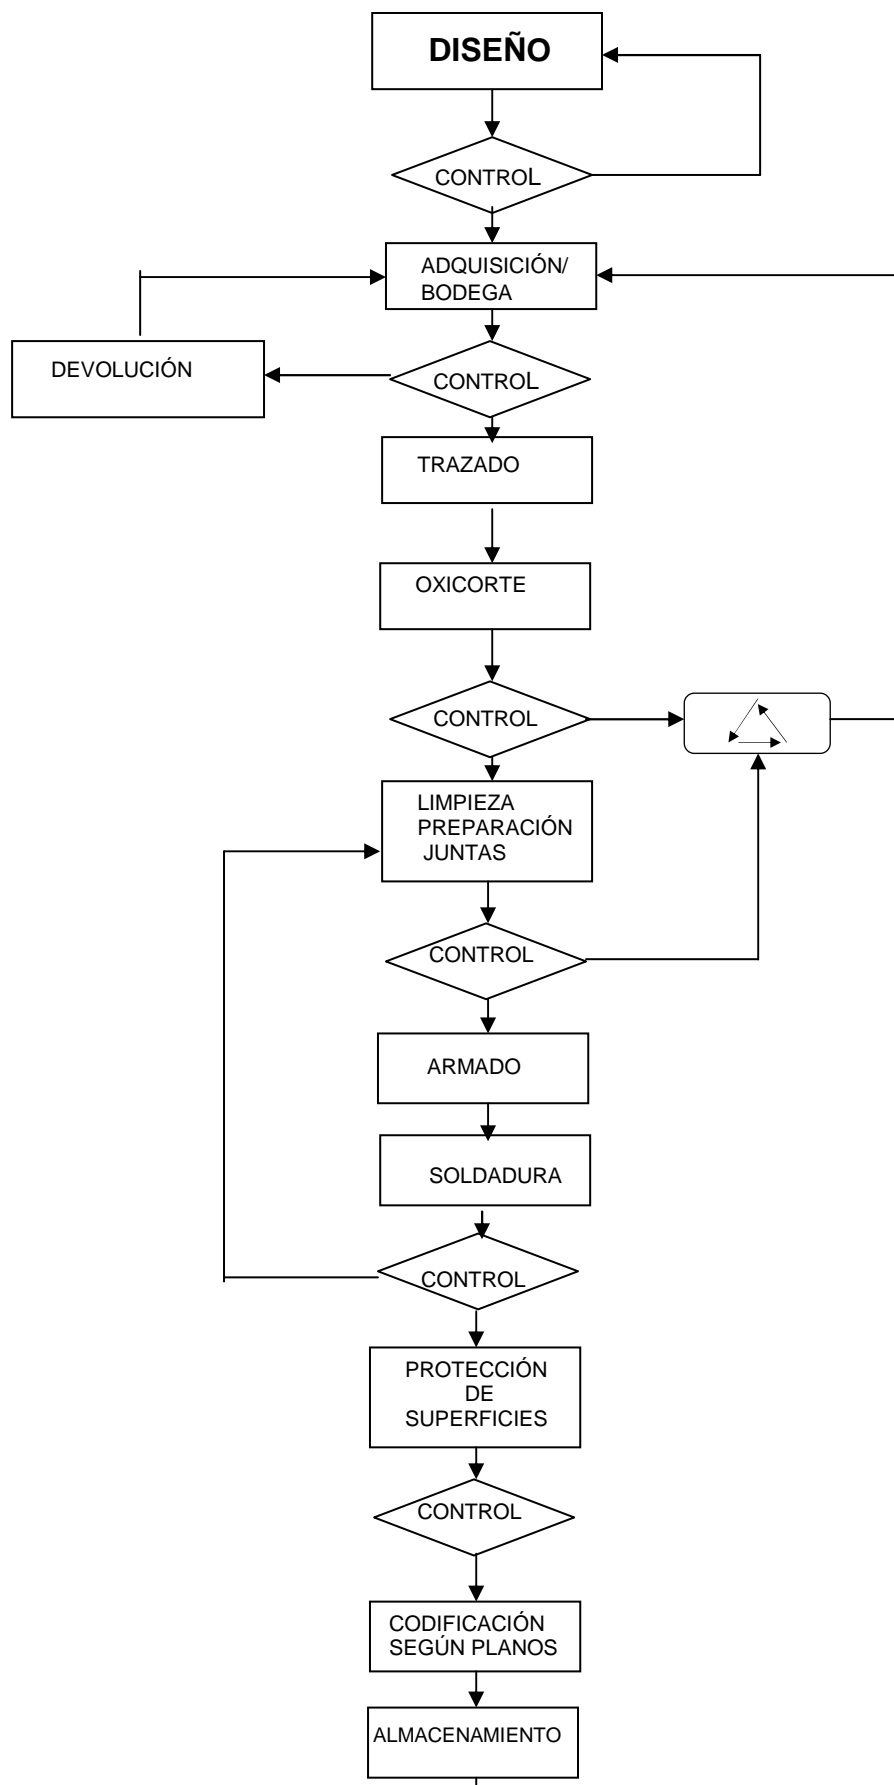 DISEÑO
CONTROL
ADQUISICIÓN/
BODEGA
DEVOLUCIÓN
CONTROL
TRAZADO
OXICORTE
CONTROL
LIMPIEZA
PREPARACIÓN
JUNTAS
CONTROL
ARMADO
SOLDADURA
CONTROL
PROTECCIÓN
DE
SUPERFICIES
CONTROL
CODIFICACIÓN
SEGÚN PLANOS
ALMACENAMIENTO